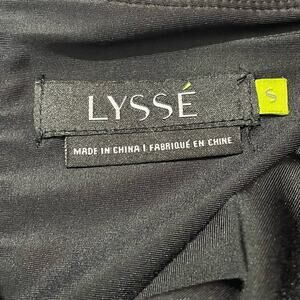 LYSSÉ
S
MADE IN CHINA | FABRIQUÉ EN CHINE